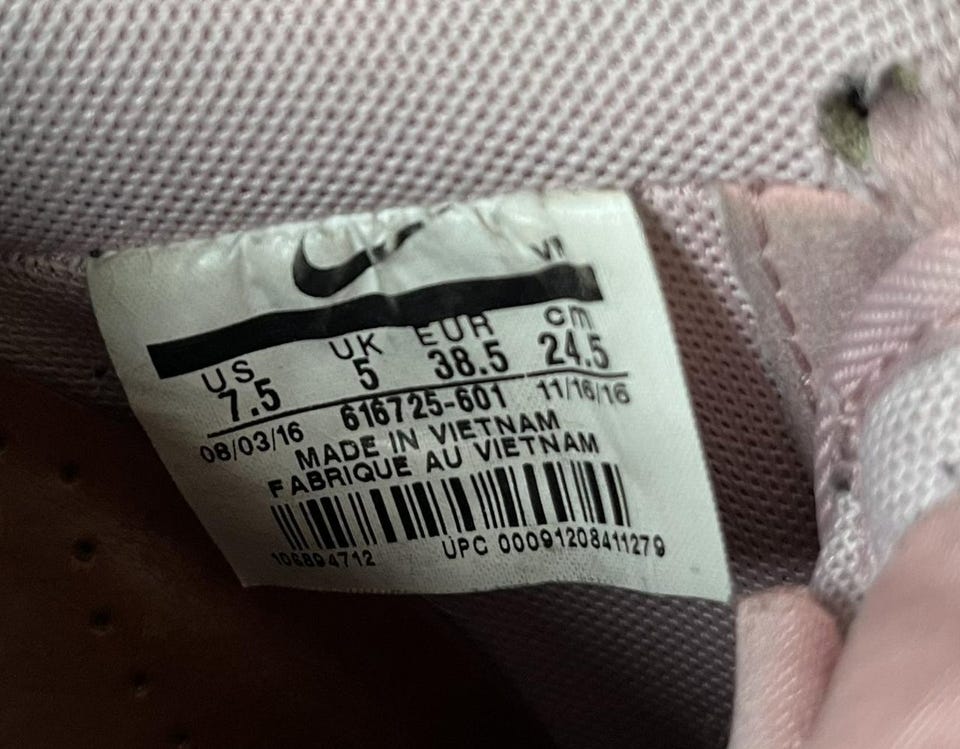 US UK EUR cm
7.5 5 38.5 24.5
08/03/16 616725-601 11/16/16
MADE IN VIETNAM
FABRIQUE AU VIETNAM
106894712 UPC 00091208411279